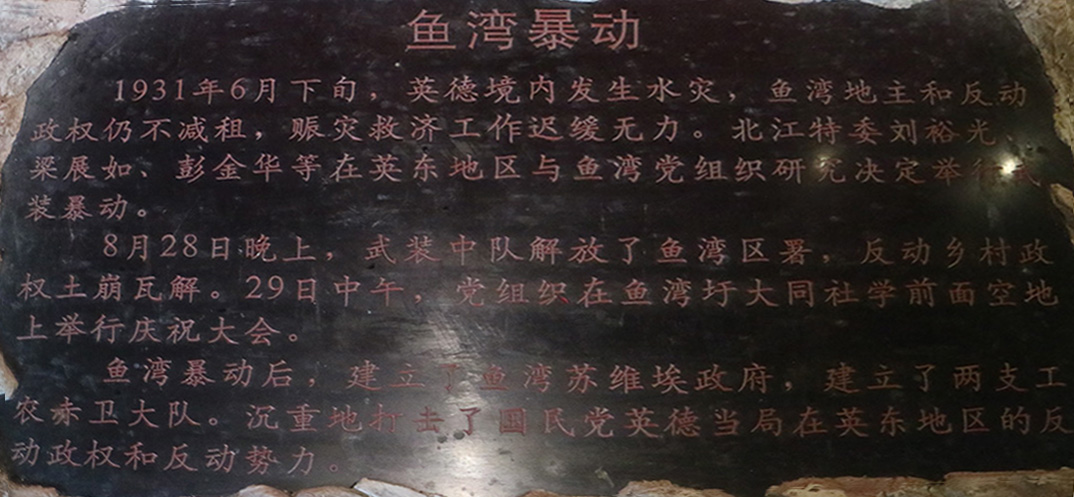 鱼湾暴动
1931年6月下旬，英德境内发生水灾，鱼湾地主和反动
政权仍不减租，赈灾救济工作迟缓无力。北江特委刘裕光、
梁展如、彭金华等在英东地区与鱼湾党组织研究决定举行武
装暴动。
8月28日晚上，武装中队解放了鱼湾区署，反动乡村政
权土崩瓦解。29日中午，党组织在鱼湾圩大同社学前面空地
上举行庆祝大会。
鱼湾暴动后，建立了鱼湾苏维埃政府，建立了两支工
农赤卫大队。沉重地打击了国民党英德当局在英东地区的反
动政权和反动势力。